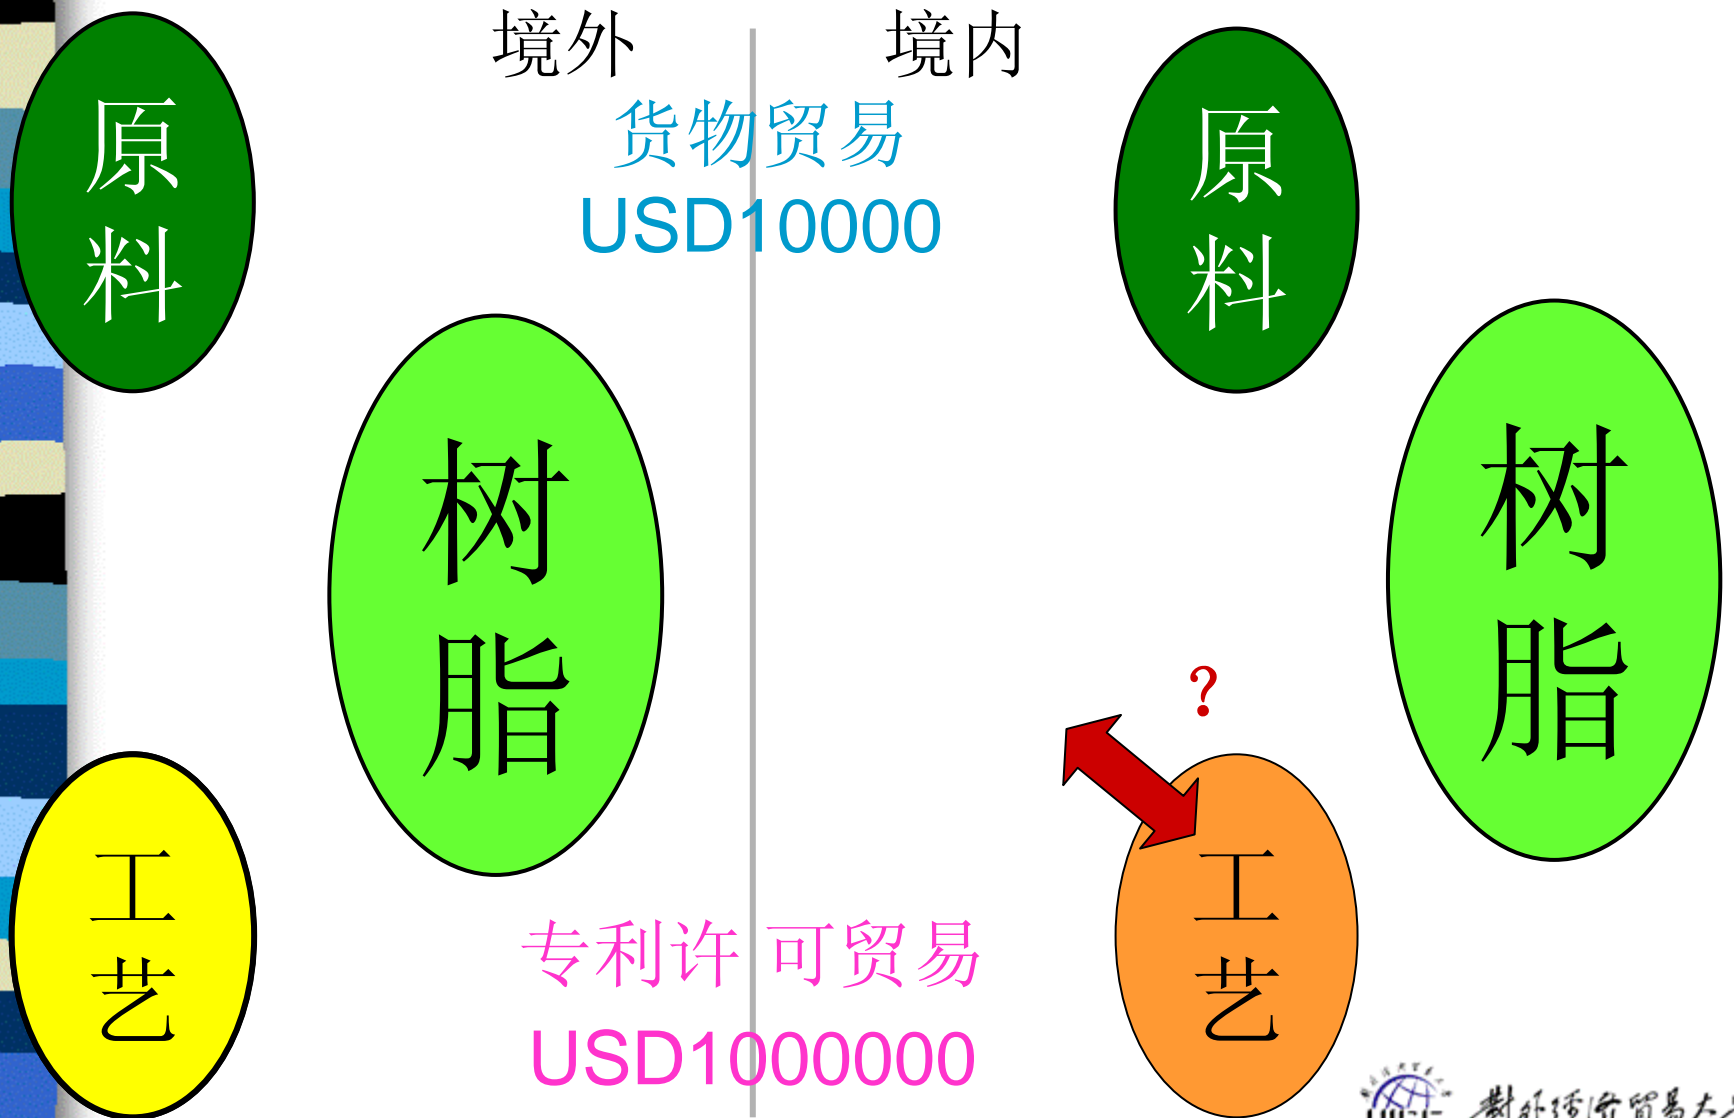 境外
境内
货物贸易
USD10000
原料
原料
树脂
树脂
?
工艺
工艺
专利许 可贸易
USD1000000